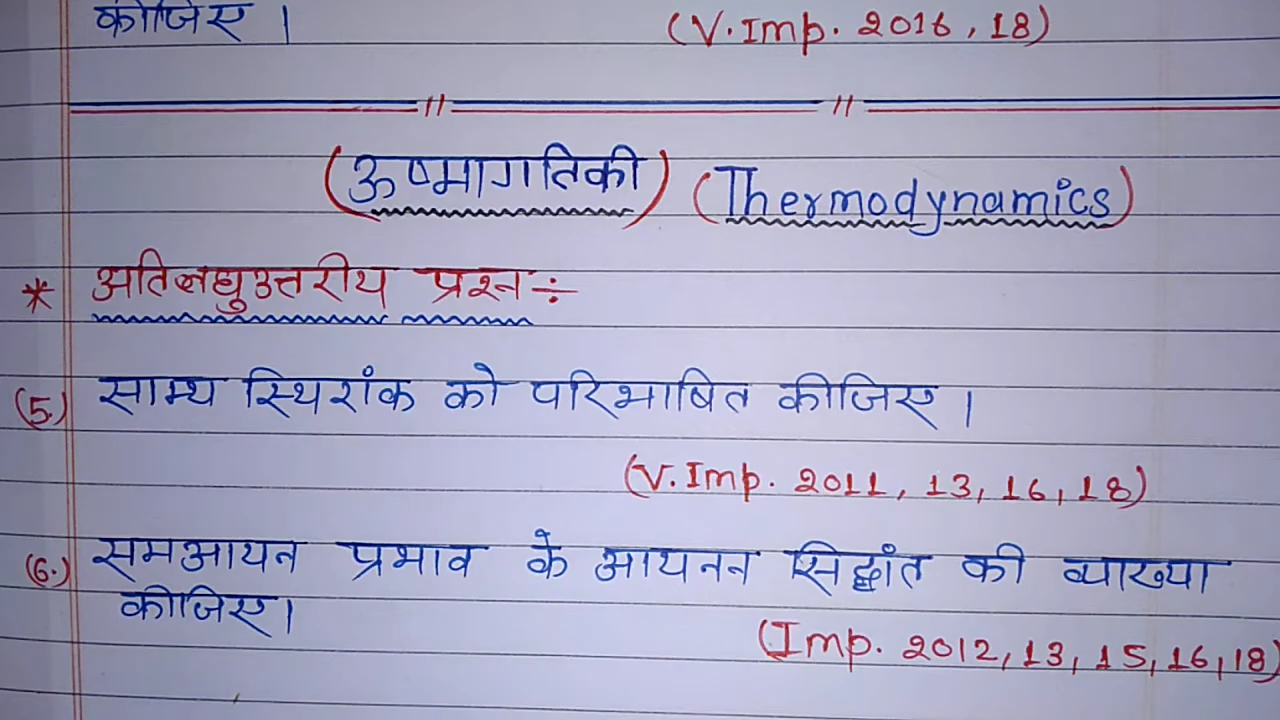 कीजिए।
(V.Imp. 2016, 18)
(ऊष्मागतिकी) (Thermodynamics)
* अतिलघुउत्तरीय प्रश्न÷
(5.) साम्य स्थिरांक को परिभाषित कीजिए।
(V.Imp. 2011, 13, 16, 18)
(6.) समआयन प्रभाव के आयनन सिद्धांत की व्याख्या
कीजिए।
(Imp. 2012, 13, 15, 16, 18)